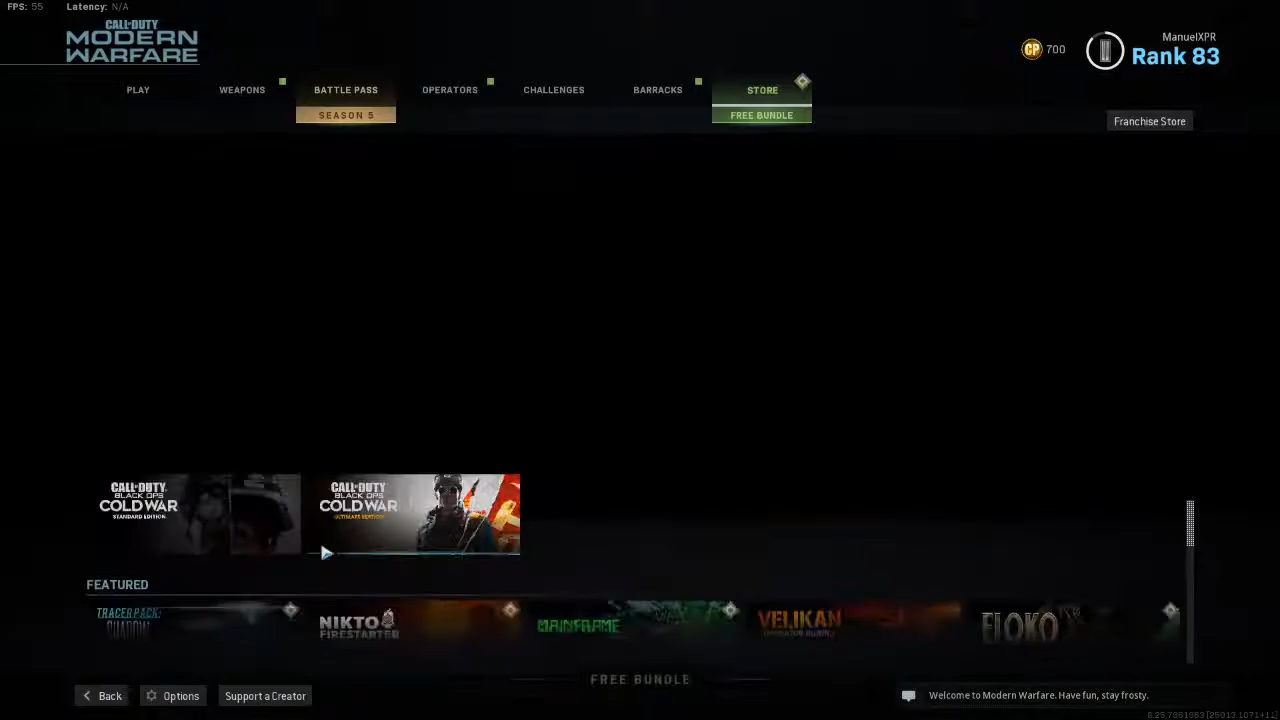 FPS: 55 Latency: N/A
CALL OF DUTY
MODERN
WARFARE
CP 700
ManuelXPR
Rank 83
PLAY WEAPONS BATTLE PASS OPERATORS CHALLENGES BARRACKS STORE
SEASON 5 FREE BUNDLE
Franchise Store
CALL OF DUTY
BLACK OPS
COLD WAR
STANDARD EDITION
CALL OF DUTY
BLACK OPS
COLD WAR
ULTIMATE EDITION
FEATURED
TRACER PACK:
SHADOW
NIKTO
FIRESTARTER
MAINFRAME
VELIKAN
OPERATOR BUNDLE
FREE BUNDLE
Back Options Support a Creator
Welcome to Modern Warfare. Have fun, stay frosty.